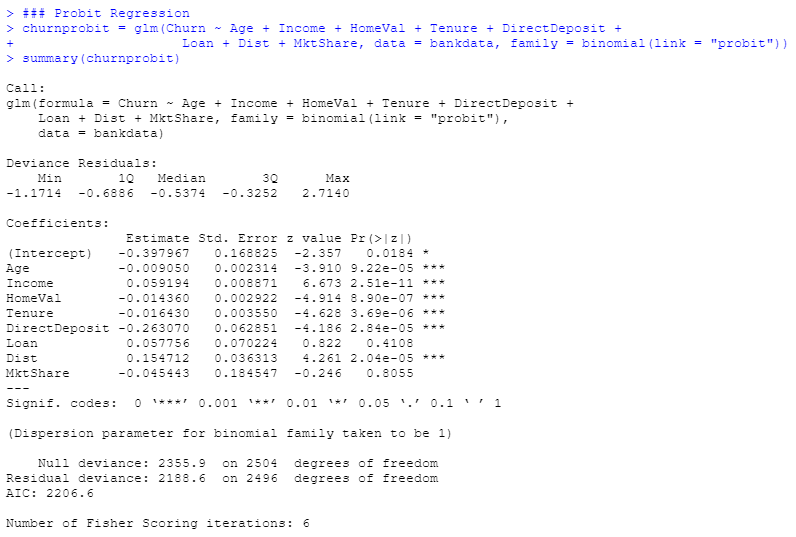 > ### Probit Regression
> churnprobit = glm(Churn ~ Age + Income + HomeVal + Tenure + DirectDeposit +
+                     Loan + Dist + MktShare, data = bankdata, family = binomial(link = "probit"))
> summary(churnprobit)

Call:
glm(formula = Churn ~ Age + Income + HomeVal + Tenure + DirectDeposit +
    Loan + Dist + MktShare, family = binomial(link = "probit"),
    data = bankdata)

Deviance Residuals:
    Min       1Q   Median       3Q      Max
-1.1714  -0.6886  -0.5374  -0.3252   2.7140

Coefficients:
               Estimate Std. Error z value Pr(>|z|)
(Intercept)   -0.397967   0.168825  -2.357   0.0184 *
Age           -0.009050   0.002314  -3.910 9.22e-05 ***
Income         0.059194   0.008871   6.673 2.51e-11 ***
HomeVal       -0.014360   0.002922  -4.914 8.90e-07 ***
Tenure        -0.016430   0.003550  -4.628 3.69e-06 ***
DirectDeposit -0.263070   0.062851  -4.186 2.84e-05 ***
Loan           0.057756   0.070224   0.822   0.4108
Dist           0.154712   0.036313   4.261 2.04e-05 ***
MktShare      -0.045443   0.184547  -0.246   0.8055
---
Signif. codes:  0 ‘***’ 0.001 ‘**’ 0.01 ‘*’ 0.05 ‘.’ 0.1 ‘ ’ 1

(Dispersion parameter for binomial family taken to be 1)

    Null deviance: 2355.9  on 2504  degrees of freedom
Residual deviance: 2188.6  on 2496  degrees of freedom
AIC: 2206.6

Number of Fisher Scoring iterations: 6